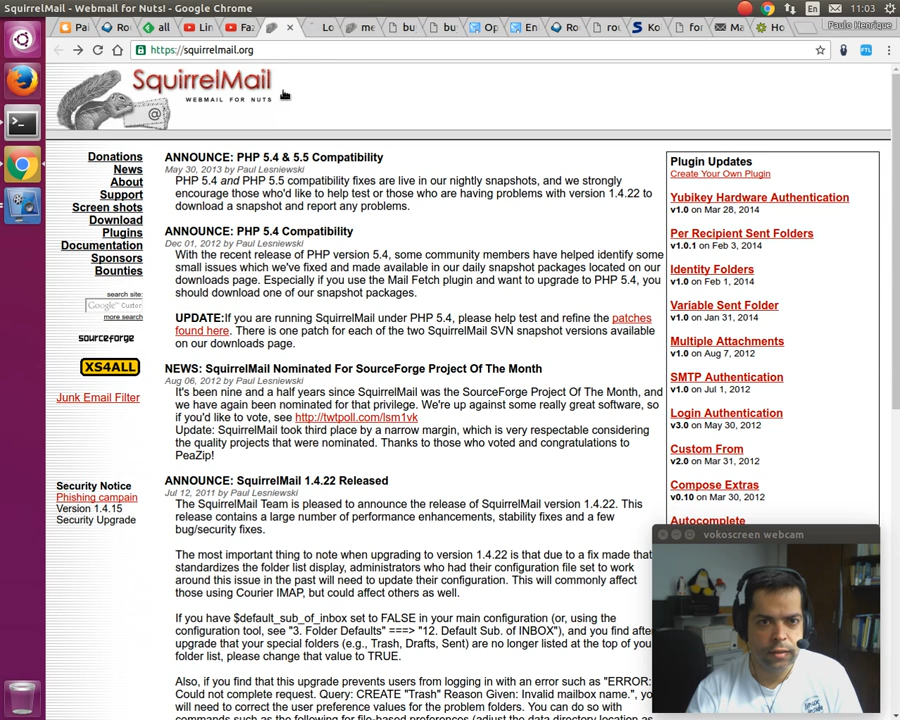 SquirrelMail - Webmail for Nuts! - Google Chrome
En
11:03
Pai
Ro
all
Lin
Faz
Lo
me
bu
bu
Op
En
Ro
rou
Ko
for
Ma
Ho
Paulo Henrique
https://squirrelmail.org
FTL
SquirrelMail
WEBMAIL FOR NUTS
@
Donations
News
About
Support
Screen shots
Download
Plugins
Documentation
Sponsors
Bounties
search site:
Google™ Custom
more search
sourceforge
XS4ALL
Junk Email Filter
Security Notice
Phishing campain
Version 1.4.15
Security Upgrade
ANNOUNCE: PHP 5.4 & 5.5 Compatibility
May 30, 2013 by Paul Lesniewski
PHP 5.4 and PHP 5.5 compatibility fixes are live in our nightly snapshots, and we strongly
encourage those who'd like to help test or those who are having problems with version 1.4.22 to
download a snapshot and report any problems.
ANNOUNCE: PHP 5.4 Compatibility
Dec 01, 2012 by Paul Lesniewski
With the recent release of PHP version 5.4, some community members have helped identify some
small issues which we've fixed and made available in our daily snapshot packages located on our
downloads page. Especially if you use the Mail Fetch plugin and want to upgrade to PHP 5.4, you
should download one of our snapshot packages.
UPDATE:If you are running SquirrelMail under PHP 5.4, please help test and refine the patches
found here. There is one patch for each of the two SquirrelMail SVN snapshot versions available
on our downloads page.
NEWS: SquirrelMail Nominated For SourceForge Project Of The Month
Aug 06, 2012 by Paul Lesniewski
It's been nine and a half years since SquirrelMail was the SourceForge Project Of The Month, and
we have again been nominated for that privilege. We're up against some really great software, so
if you'd like to vote, see http://twtpoll.com/lsm1vk
Update: SquirrelMail took third place by a narrow margin, which is very respectable considering
the quality projects that were nominated. Thanks to those who voted and congratulations to
PeaZip!
ANNOUNCE: SquirrelMail 1.4.22 Released
Jul 12, 2011 by Paul Lesniewski
The SquirrelMail Team is pleased to announce the release of SquirrelMail version 1.4.22. This
release contains a large number of performance enhancements, stability fixes and a few
bug/security fixes.
The most important thing to note when upgrading to version 1.4.22 is that due to a fix made that
standardizes the folder list display, administrators who had their configuration file set to work
around this issue in the past will need to update their configuration. This will commonly affect
those using Courier IMAP, but could affect others as well.
If you have $default_sub_of_inbox set to FALSE in your main configuration (or, using the
configuration tool, see "3. Folder Defaults" ===> "12. Default Sub. of INBOX"), and you find after
upgrade that your special folders (e.g., Trash, Drafts, Sent) are no longer listed at the top of you
folder list, please change that value to TRUE.
Also, if you find that this upgrade prevents users from logging in with an error such as "ERROR:
Could not complete request. Query: CREATE "Trash" Reason Given: Invalid mailbox name.", yo
will need to correct the user preference values for the problem folders. You can do so with
commands such as the following for file-based preferences (adjust the data directory location as
Plugin Updates
Create Your Own Plugin
Yubikey Hardware Authentication
v1.0 on Mar 28, 2014
Per Recipient Sent Folders
v1.0.1 on Feb 3, 2014
Identity Folders
v1.0 on Feb 1, 2014
Variable Sent Folder
v1.0 on Jan 31, 2014
Multiple Attachments
v1.0 on Aug 7, 2012
SMTP Authentication
v1.0 on Jul 1, 2012
Login Authentication
v3.0 on May 30, 2012
Custom From
v2.0 on Mar 31, 2012
Compose Extras
v0.10 on Mar 30, 2012
Autocomplete
vokoscreen webcam